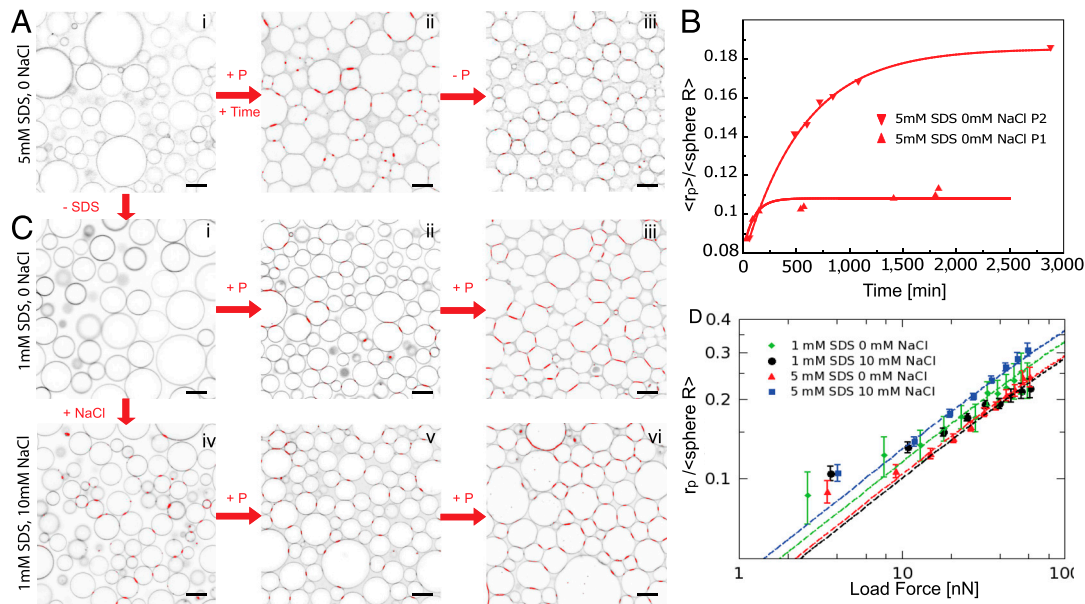 A
5mM SDS, 0 NaCl
i
+ P
+ Time
ii
- P
iii
- SDS
C
1mM SDS, 0 NaCl
i
+ P
ii
+ P
iii
+ NaCl
1mM SDS, 10mM NaCl
iv
+ P
v
+ P
vi
B
<rp>/<sphere R>
0.18
0.16
0.14
0.12
0.1
0.08
5mM SDS 0mM NaCl P2
5mM SDS 0mM NaCl P1
0 500 1,000 1,500 2,000 2,500 3,000
Time [min]
D
rp /<sphere R>
0.4
0.3
0.2
0.1
1 mM SDS 0 mM NaCl
1 mM SDS 10 mM NaCl
5 mM SDS 0 mM NaCl
5 mM SDS 10 mM NaCl
1 10 100
Load Force [nN]